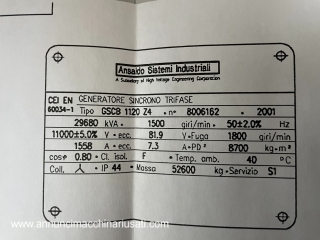 Ansaldo Sistemi Industriali
A Subsidiary of High Voltage Engineering Corporation
CEI EN GENERATORE SINCRONO TRIFASE
60034-1 Tipo GSCB 1120 Z4 • n° 8006162 • 2001
29680 kVA • 1500 giri/min • 50±2.0% Hz
11000±5.0% V • ecc. 81.9 V•Fuga 1800 giri/min
1558 A • ecc. 7.3 A•PD² 8700 kg•m²
cosφ 0.80 • Cl. isol. F • Temp. amb. 40 °C
Coll. • IP 44 • Massa 52600 kg•Servizio S1
www.annuncimacchinariusati.com